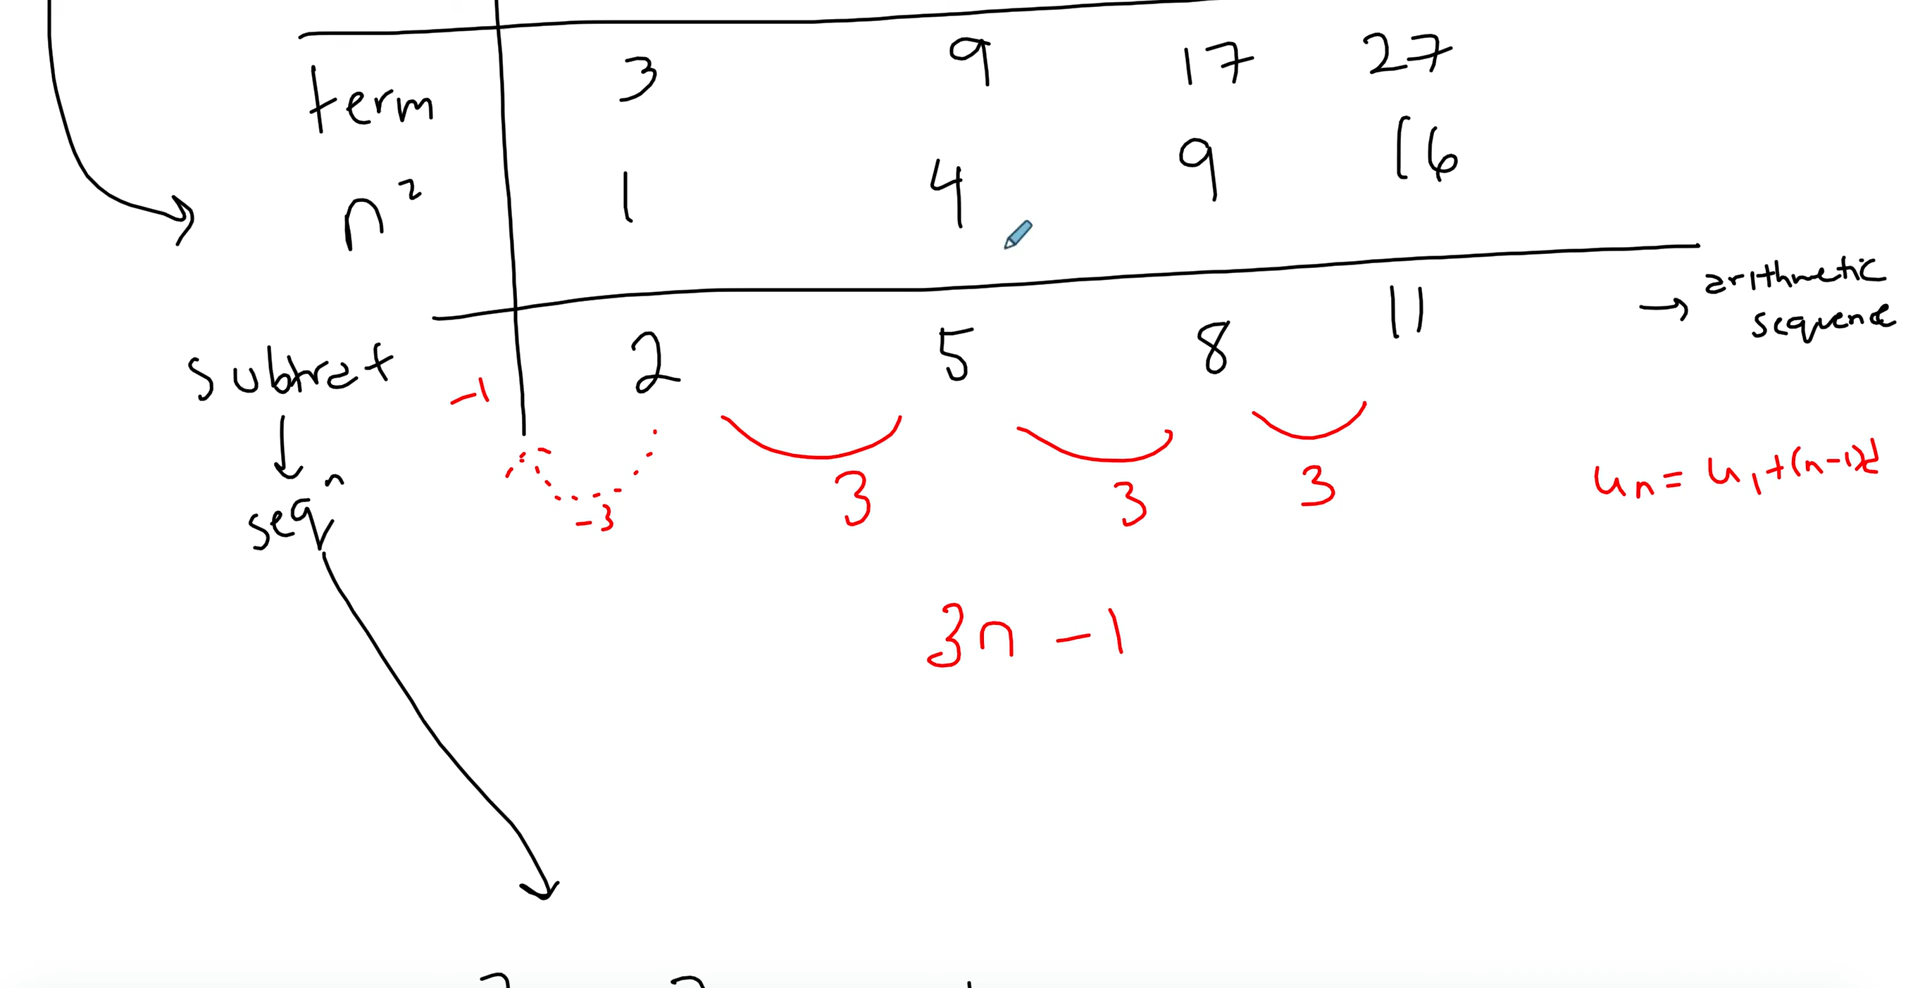 term 3 9 17 27
n² 1 4 9 16
→ arithmetic
sequence
subtrat 2 5 8 11
-1
-3 3 3 3
uₙ = u₁ + (n-1)d
seqⁿ
3n - 1